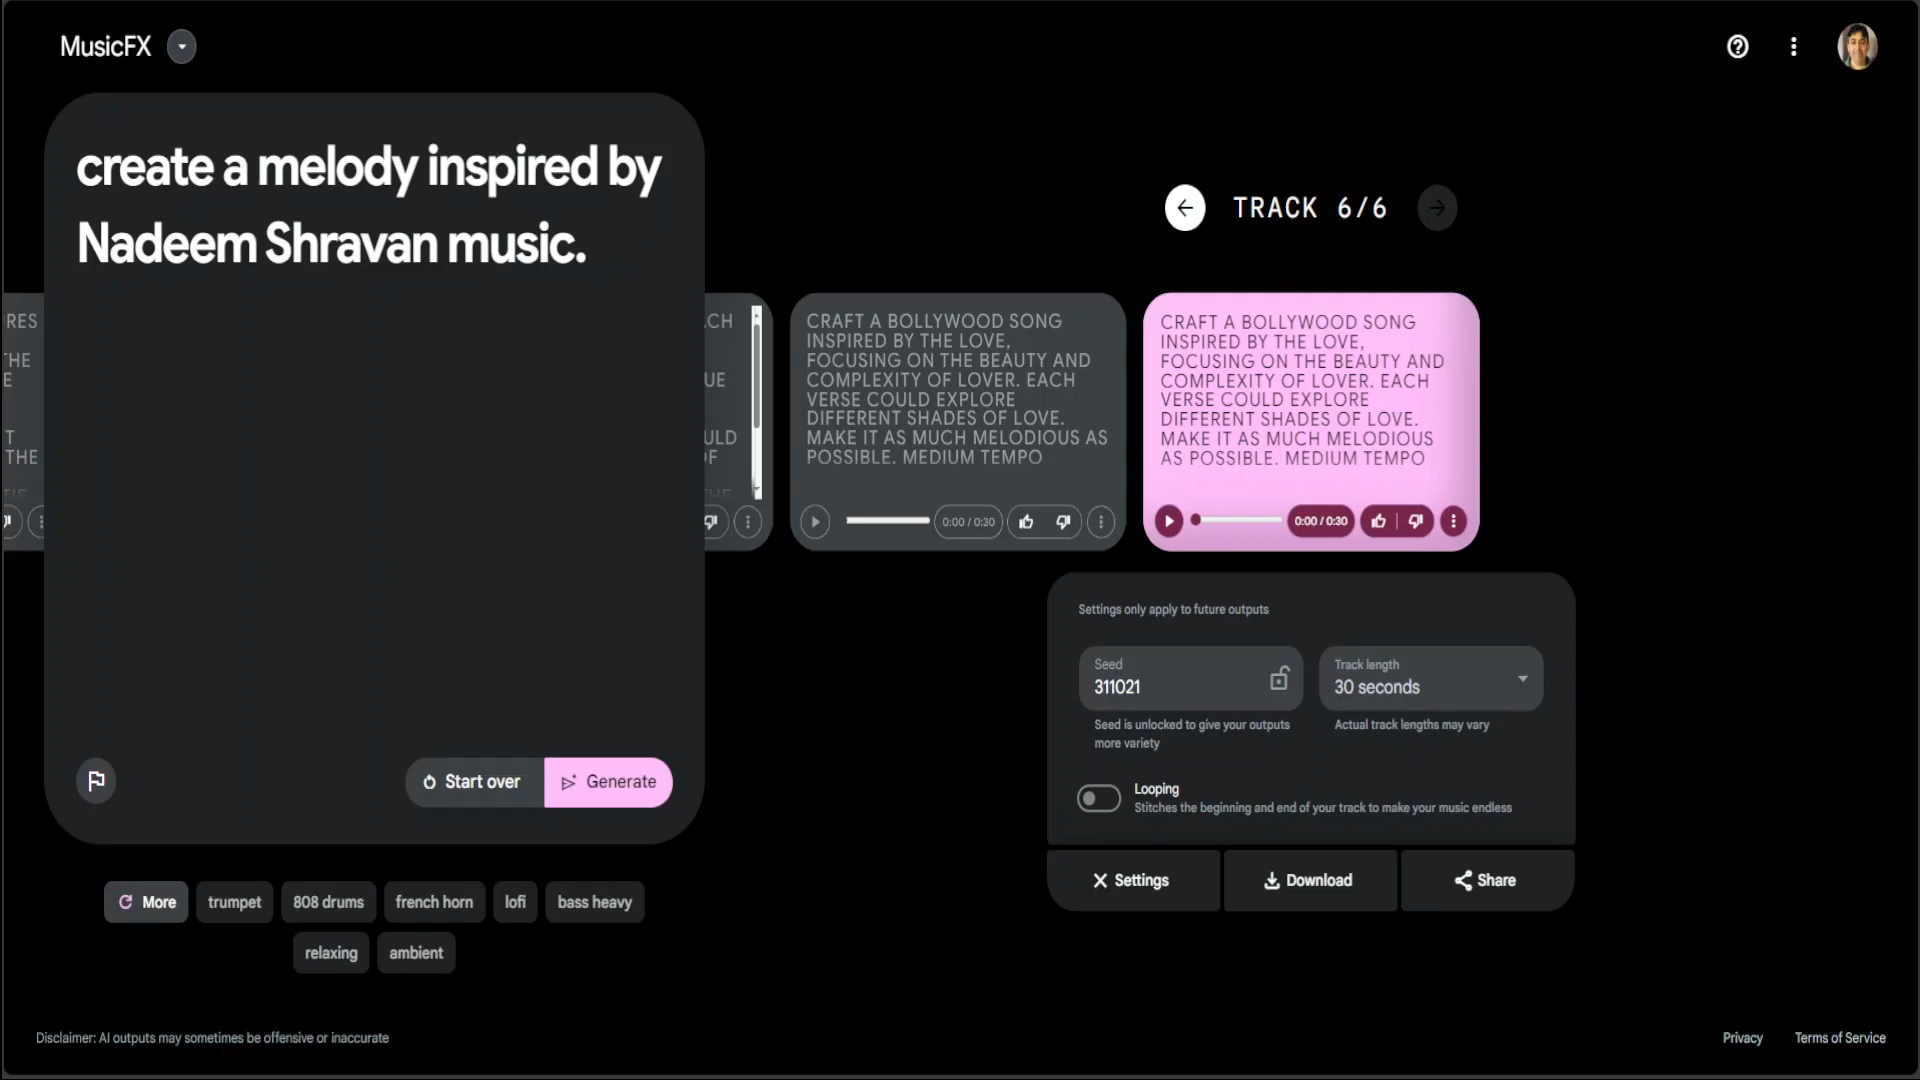 MusicFX
create a melody inspired by
Nadeem Shravan music.
Start over
Generate
More
trumpet
808 drums
french horn
lofi
bass heavy
relaxing
ambient
TRACK 6/6
CRAFT A BOLLYWOOD SONG
INSPIRED BY THE LOVE,
FOCUSING ON THE BEAUTY AND
COMPLEXITY OF LOVER. EACH
VERSE COULD EXPLORE
DIFFERENT SHADES OF LOVE.
MAKE IT AS MUCH MELODIOUS AS
POSSIBLE. MEDIUM TEMPO
0:00 / 0:30
CRAFT A BOLLYWOOD SONG
INSPIRED BY THE LOVE,
FOCUSING ON THE BEAUTY AND
COMPLEXITY OF LOVER. EACH
VERSE COULD EXPLORE
DIFFERENT SHADES OF LOVE.
MAKE IT AS MUCH MELODIOUS
AS POSSIBLE. MEDIUM TEMPO
0:00 / 0:30
Settings only apply to future outputs
Seed
311021
Seed is unlocked to give your outputs
more variety
Track length
30 seconds
Actual track lengths may vary
Looping
Stitches the beginning and end of your track to make your music endless
Settings
Download
Share
Disclaimer: AI outputs may sometimes be offensive or inaccurate
Privacy
Terms of Service